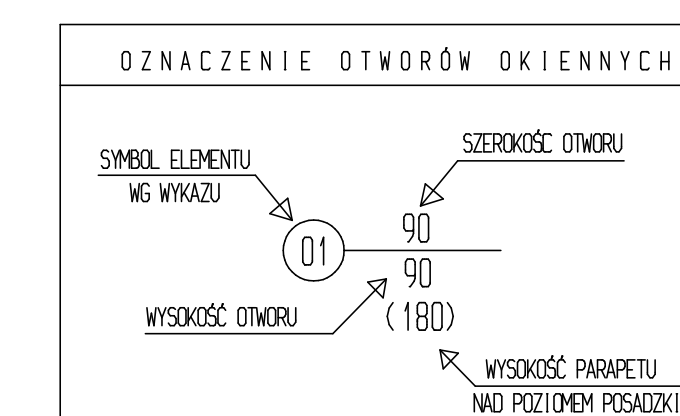 OZNACZENIE OTWORÓW OKIENNYCH
SZEROKOŚC OTWORU
SYMBOL ELEMENTU
WG WYKAZU
90
01
90
(180)
WYSOKOŚĆ OTWORU
WYSOKOŚĆ PARAPETU
NAD POZIOMEM POSADZKI